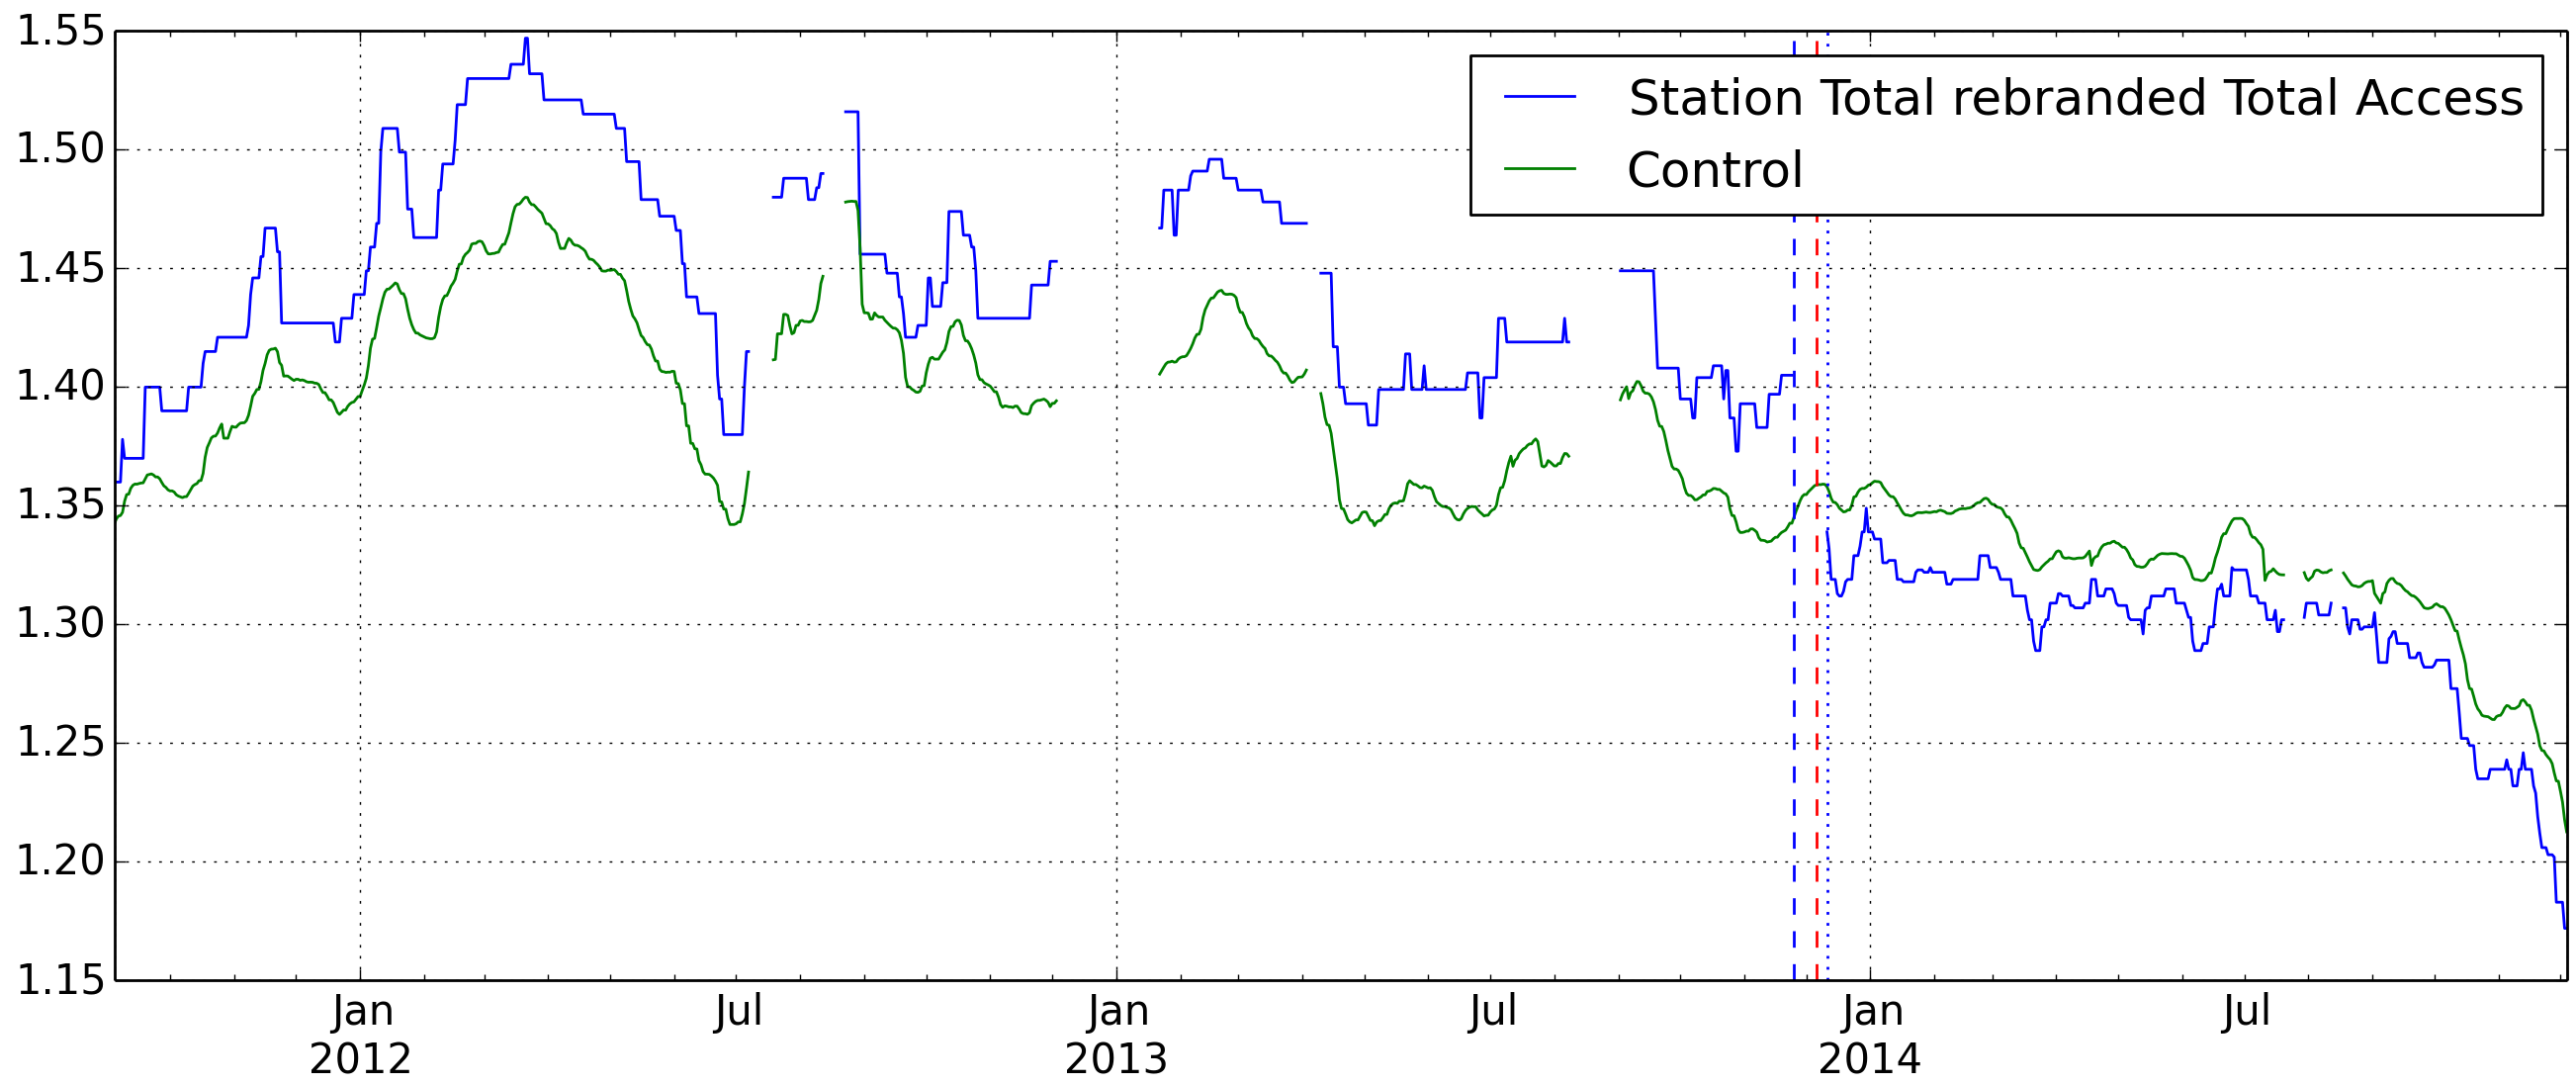 1.55
1.50
1.45
1.40
1.35
1.30
1.25
1.20
1.15
Station Total rebranded Total Access
Control
Jan Jul Jan Jul Jan Jul
2012 2013 2014